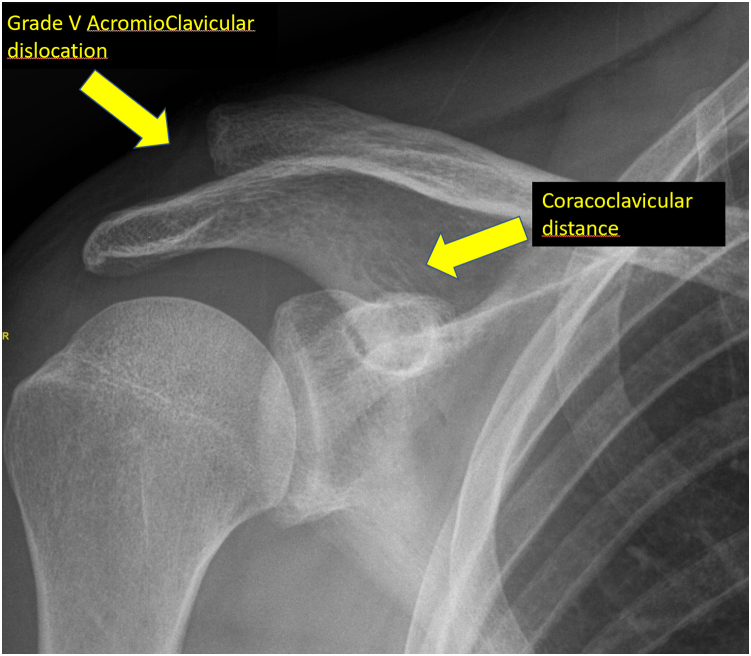 Grade V AcromioClavicular
dislocation
Coracoclavicular
distance
R